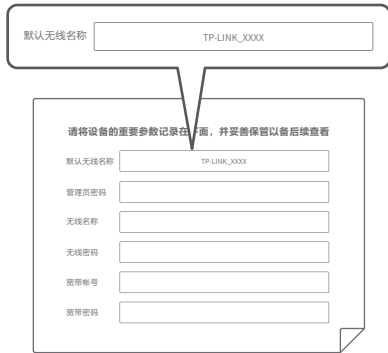 默认无线名称 TP-LINK_XXXX
请将设备的重要参数记录在下面，并妥善保管以备后续查看
默认无线名称 TP-LINK_XXXX
管理员密码
无线名称
无线密码
宽带帐号
宽带密码